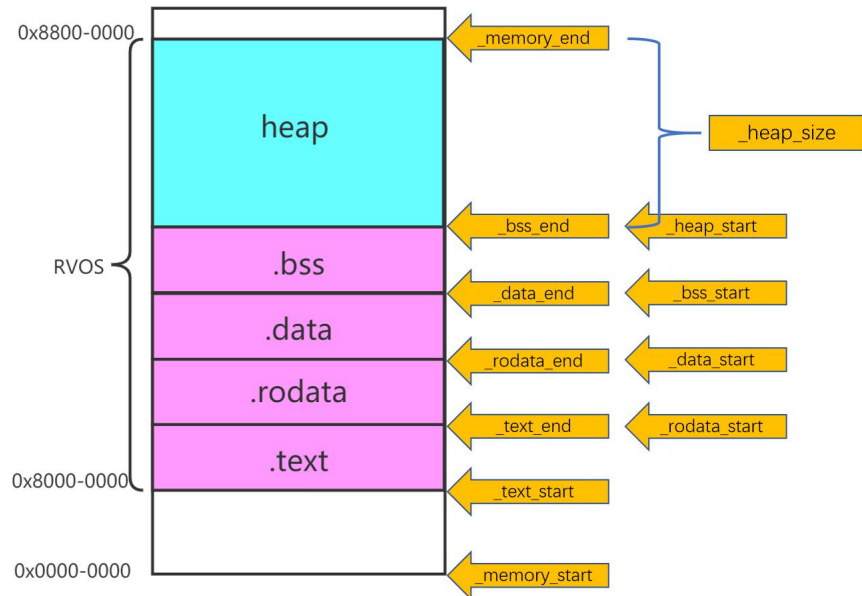 0x8800-0000
_memory_end
heap
_heap_size
_bss_end
_heap_start
RVOS
.bss
_data_end
_bss_start
.data
_rodata_end
_data_start
.rodata
_text_end
_rodata_start
.text
0x8000-0000
_text_start
0x0000-0000
_memory_start